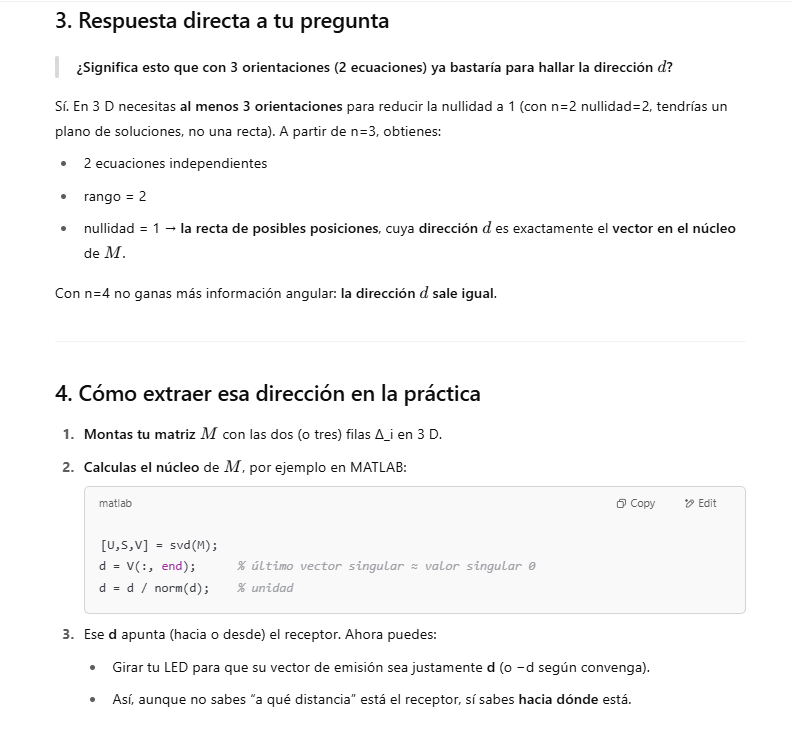 3. Respuesta directa a tu pregunta
¿Significa esto que con 3 orientaciones (2 ecuaciones) ya bastaría para hallar la dirección d?
Sí. En 3 D necesitas al menos 3 orientaciones para reducir la nullidad a 1 (con n=2 nullidad=2, tendrías un
plano de soluciones, no una recta). A partir de n=3, obtienes:
• 2 ecuaciones independientes
• rango = 2
• nullidad = 1 → la recta de posibles posiciones, cuya dirección d es exactamente el vector en el núcleo
de M.
Con n=4 no ganas más información angular: la dirección d sale igual.
4. Cómo extraer esa dirección en la práctica
1. Montas tu matriz M con las dos (o tres) filas Δ_i en 3 D.
2. Calculas el núcleo de M, por ejemplo en MATLAB:
matlab Copy Edit
[U,S,V] = svd(M);
d = V(:, end); % último vector singular ≈ valor singular 0
d = d / norm(d); % unidad
3. Ese d apunta (hacia o desde) el receptor. Ahora puedes:
• Girar tu LED para que su vector de emisión sea justamente d (o −d según convenga).
• Así, aunque no sabes "a qué distancia" está el receptor, sí sabes hacia dónde está.